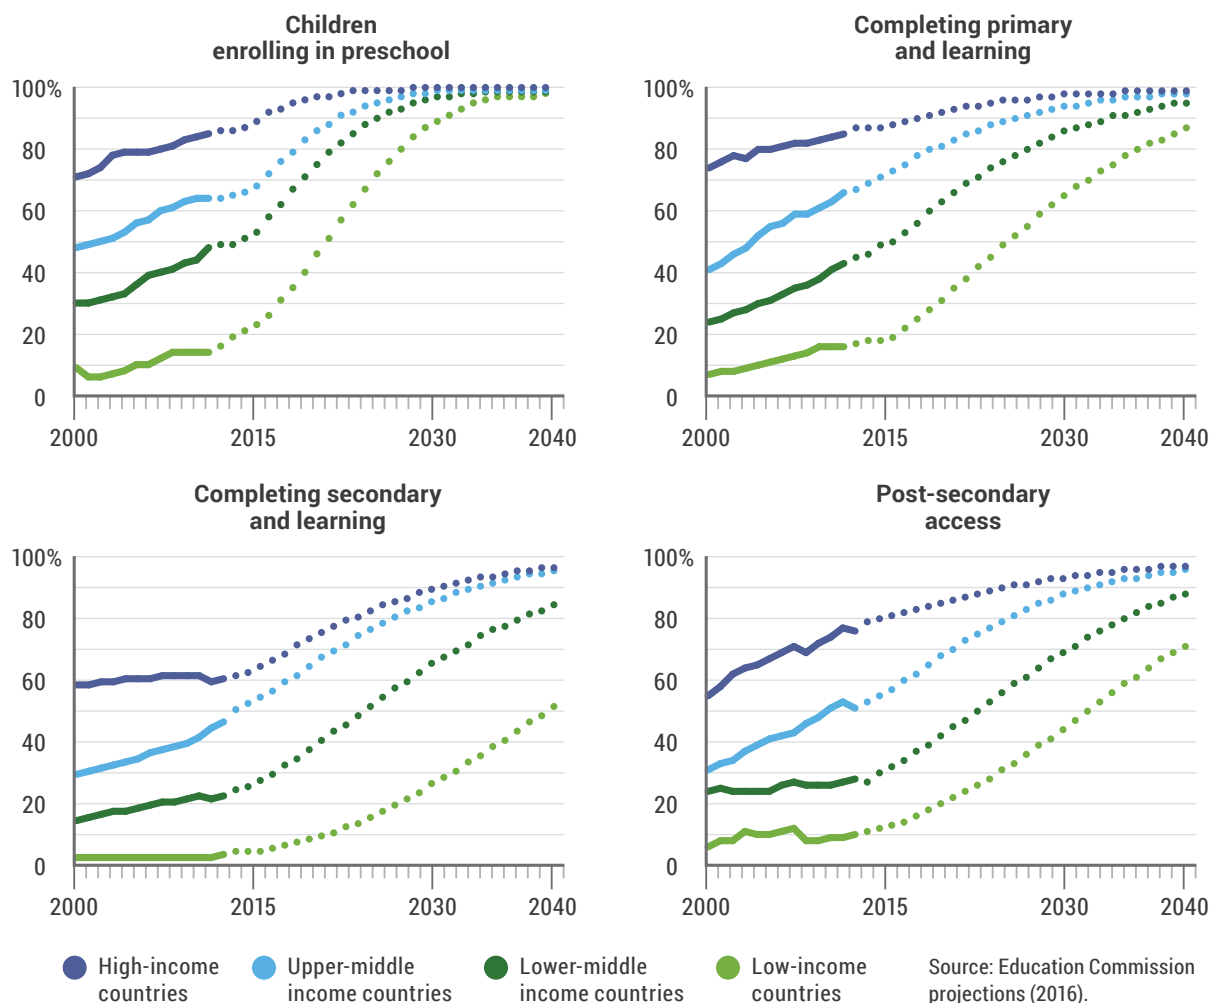 Children
enrolling in preschool
100%
80
60
40
20
0
2000
2015
2030
2040
Completing primary
and learning
100%
80
60
40
20
0
2000
2015
2030
2040
Completing secondary
and learning
100%
80
60
40
20
0
2000
2015
2030
2040
Post-secondary
access
100%
80
60
40
20
0
2000
2015
2030
2040
High-income
countries
Upper-middle
income countries
Lower-middle
income countries
Low-income
countries
Source: Education Commission
projections (2016).